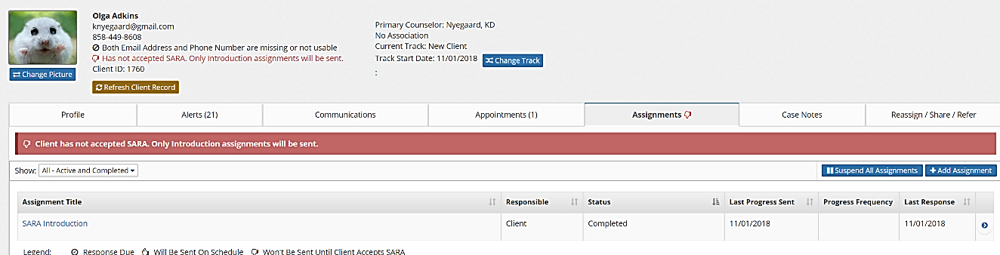 Olga Adkins
knyegaard@gmail.com
858-449-8608
Both Email Address and Phone Number are missing or not usable
Has not accepted SARA. Only Introduction assignments will be sent.
Client ID: 1760
Change Picture
Refresh Client Record
Primary Counselor: Nyegaard, KD
No Association
Current Track: New Client
Track Start Date: 11/01/2018 Change Track
:
Profile Alerts (21) Communications Appointments (1) Assignments Case Notes Reassign / Share / Refer
Client has not accepted SARA. Only Introduction assignments will be sent.
Show: All - Active and Completed Suspend All Assignments Add Assignment
Assignment Title Responsible Status Last Progress Sent Progress Frequency Last Response
SARA Introduction Client Completed 11/01/2018 11/01/2018
Legend: Response Due Will Be Sent On Schedule Won't Be Sent Until Client Accepts SARA